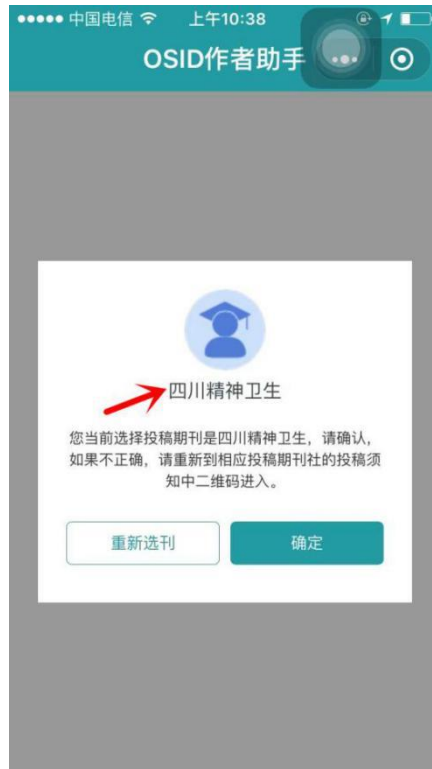 中国电信 上午10:38
OSID作者助手
四川精神卫生
您当前选择投稿期刊是四川精神卫生，请确认，
如果不正确，请重新到相应投稿期刊社的投稿须
知中二维码进入。
重新选刊 确定